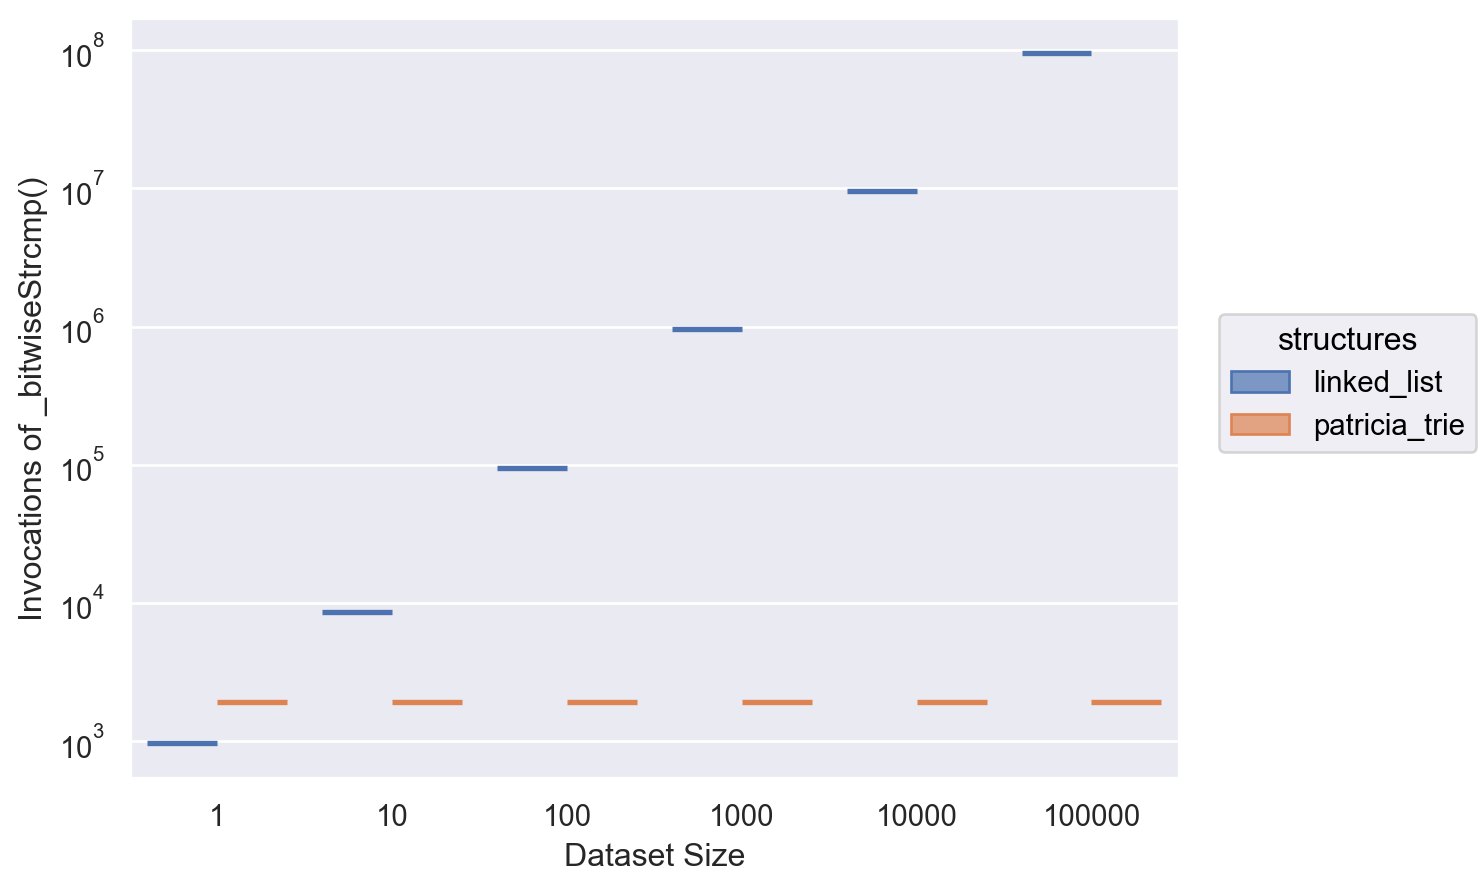 Invocations of _bitwiseStrcmp()
10^8
10^7
10^6
10^5
10^4
10^3
1 10 100 1000 10000 100000
Dataset Size
structures
linked_list
patricia_trie